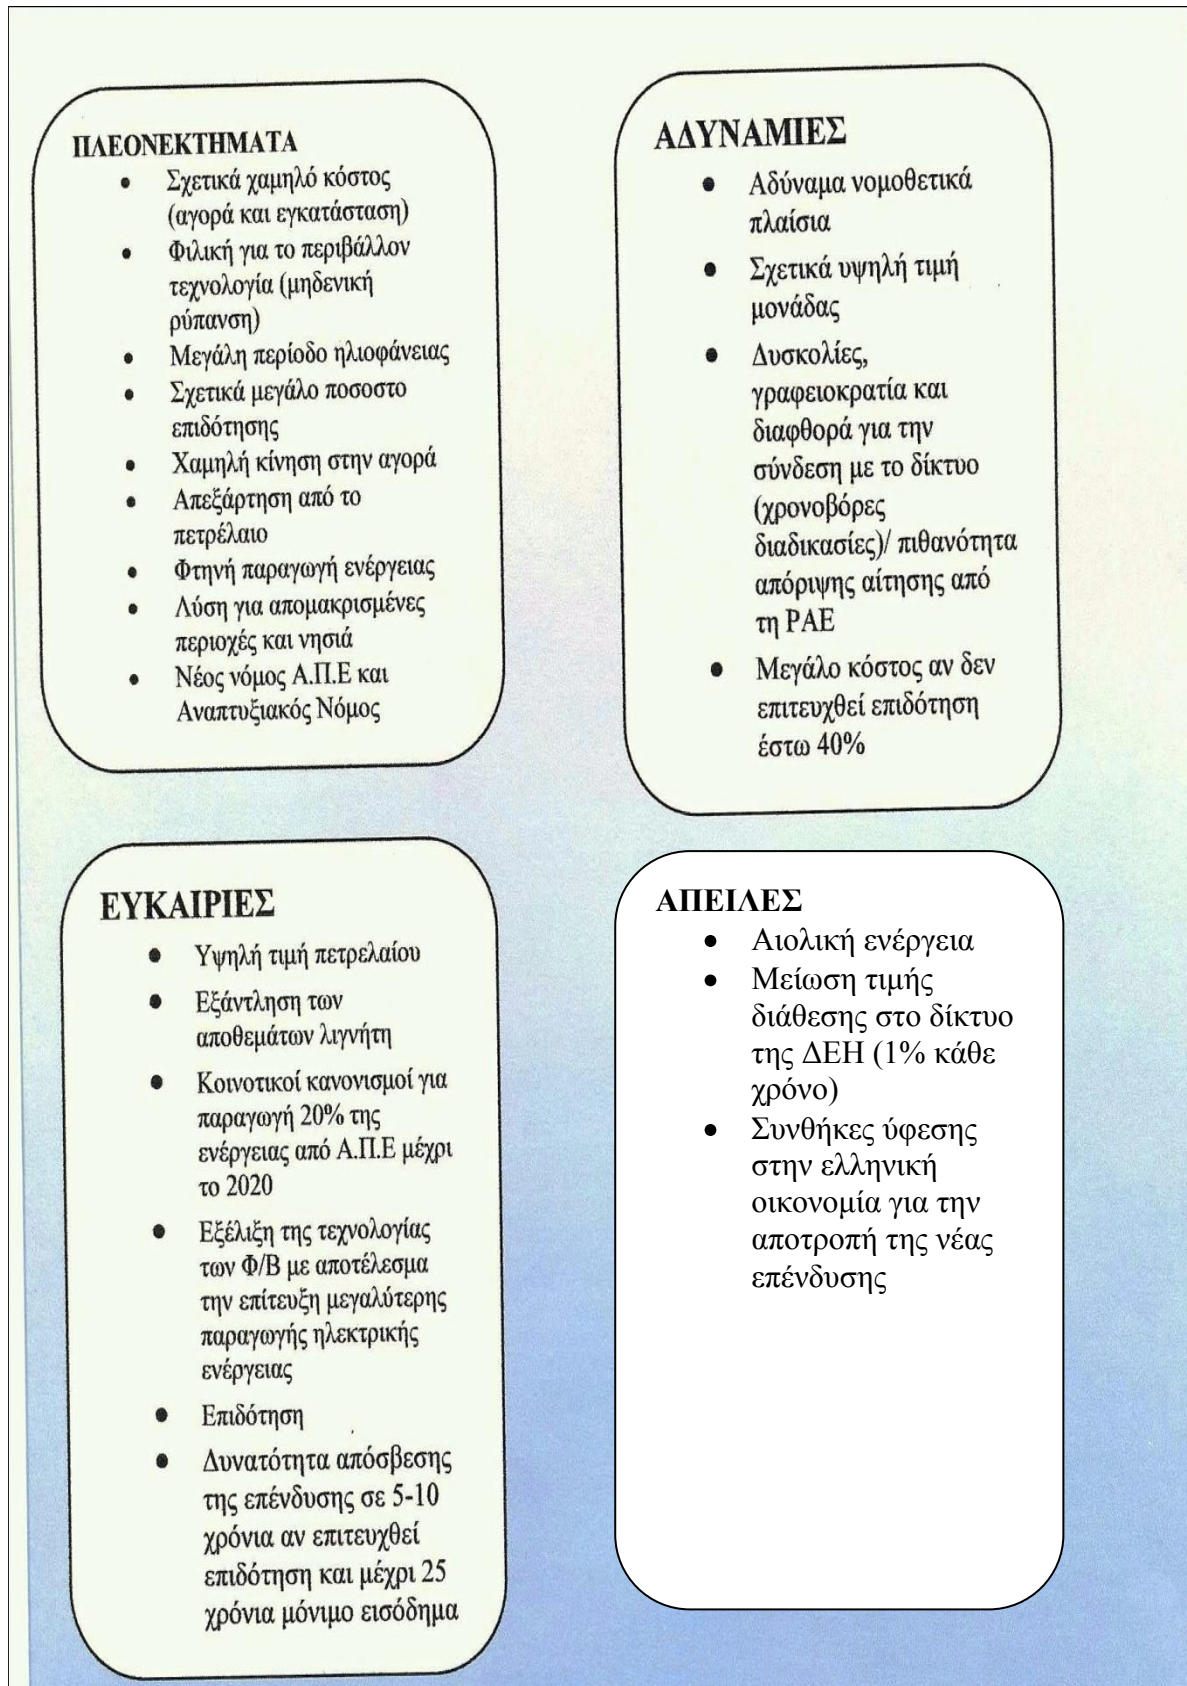 ΠΛΕΟΝΕΚΤΗΜΑΤΑ
• Σχετικά χαμηλό κόστος
(αγορά και εγκατάσταση)
• Φιλική για το περιβάλλον
τεχνολογία (μηδενική
ρύπανση)
• Μεγάλη περίοδο ηλιοφάνειας
• Σχετικά μεγάλο ποσοστο
επιδότησης
• Χαμηλή κίνηση στην αγορά
• Απεξάρτηση από το
πετρέλαιο
• Φτηνή παραγωγή ενέργειας
• Λύση για απομακρισμένες
περιοχές και νησιά
• Νέος νόμος Α.Π.Ε και
Αναπτυξιακός Νόμος
ΑΔΥΝΑΜΙΕΣ
• Αδύναμα νομοθετικά
πλαίσια
• Σχετικά υψηλή τιμή
μονάδας
• Δυσκολίες,
γραφειοκρατία και
διαφθορά για την
σύνδεση με το δίκτυο
(χρονοβόρες
διαδικασίες)/ πιθανότητα
απόριψης αίτησης από
τη ΡΑΕ
• Μεγάλο κόστος αν δεν
επιτευχθεί επιδότηση
έστω 40%
ΕΥΚΑΙΡΙΕΣ
• Υψηλή τιμή πετρελαίου
• Εξάντληση των
αποθεμάτων λιγνήτη
• Κοινοτικοί κανονισμοί για
παραγωγή 20% της
ενέργειας από Α.Π.Ε μέχρι
το 2020
• Εξέλιξη της τεχνολογίας
των Φ/Β με αποτέλεσμα
την επίτευξη μεγαλύτερης
παραγωγής ηλεκτρικής
ενέργειας
• Επιδότηση
• Δυνατότητα απόσβεσης
της επένδυσης σε 5-10
χρόνια αν επιτευχθεί
επιδότηση και μέχρι 25
χρόνια μόνιμο εισόδημα
ΑΠΕΙΛΕΣ
• Αιολική ενέργεια
• Μείωση τιμής
διάθεσης στο δίκτυο
της ΔΕΗ (1% κάθε
χρόνο)
• Συνθήκες ύφεσης
στην ελληνική
οικονομία για την
αποτροπή της νέας
επένδυσης